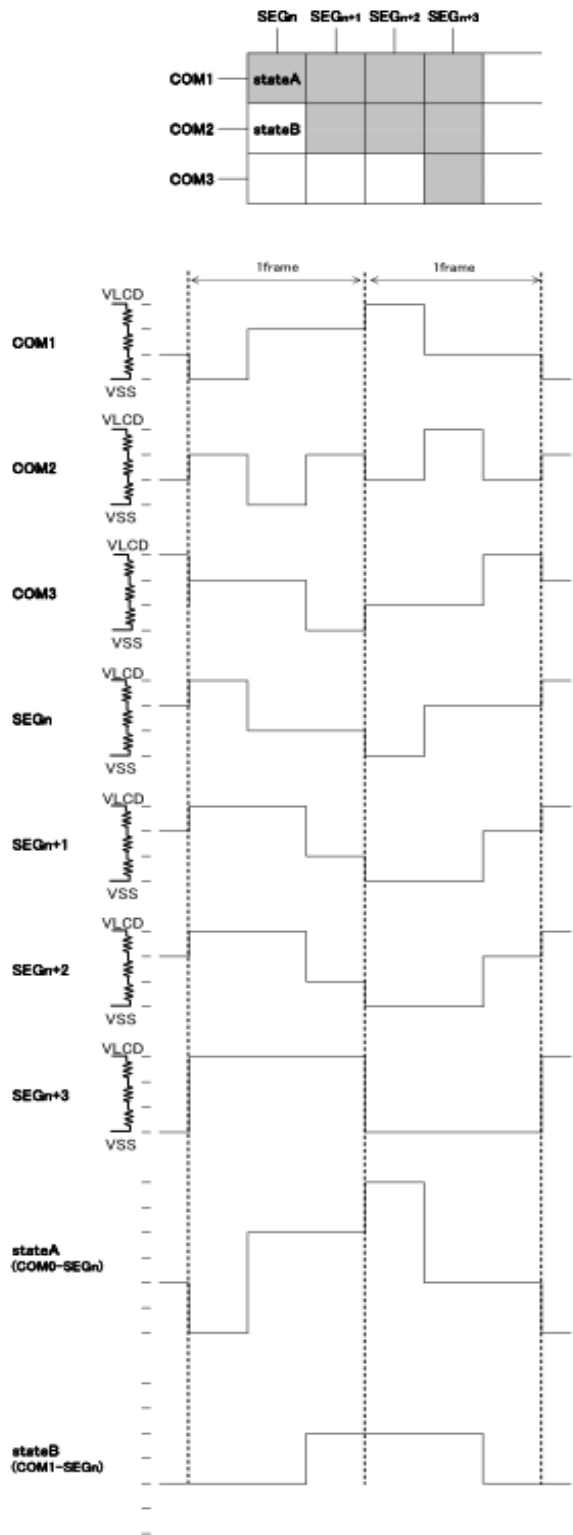 SEGn SEGn+1 SEGn+2 SEGn+3
COM1 stateA
COM2 stateB
COM3
1frame 1frame
VLCD
COM1
VSS
VLCD
COM2
VSS
VLCD
COM3
VSS
VLCD
SEGn
VSS
VLCD
SEGn+1
VSS
VLCD
SEGn+2
VSS
VLCD
SEGn+3
VSS
stateA
(COM0-SEGn)
stateB
(COM1-SEGn)